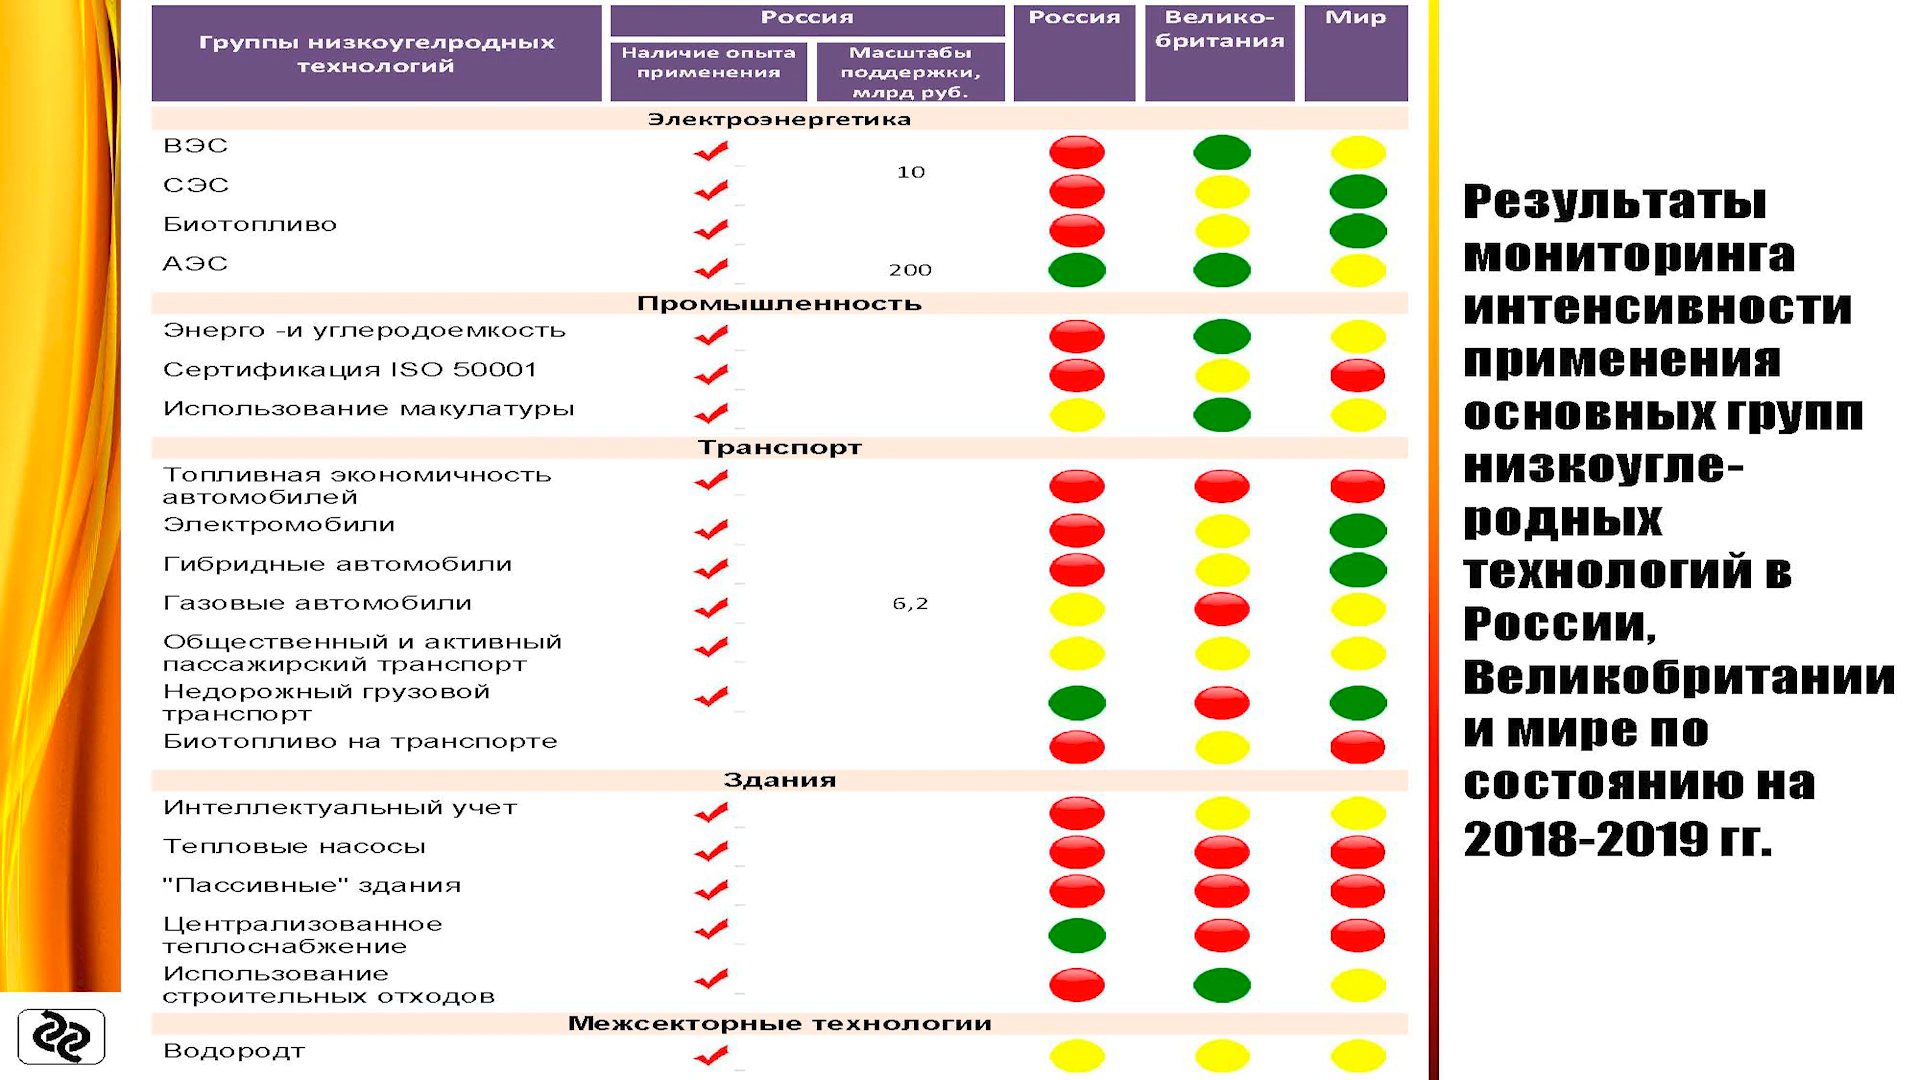 Группы низкоугелродных
технологий
Россия
Наличие опыта
применения
Масштабы
поддержки,
млрд руб.
Россия
Велико-
британия
Мир
Электроэнергетика
ВЭС
10
СЭС
Биотопливо
АЭС
200
Промышленность
Энерго -и углеродоемкость
Сертификация ISO 50001
Использование макулатуры
Транспорт
Топливная экономичность
автомобилей
Электромобили
Гибридные автомобили
Газовые автомобили
6,2
Общественный и активный
пассажирский транспорт
Недорожный грузовой
транспорт
Биотопливо на транспорте
Здания
Интеллектуальный учет
Тепловые насосы
"Пассивные" здания
Централизованное
теплоснабжение
Использование
строительных отходов
Межсекторные технологии
Водородт
Результаты
мониторинга
интенсивности
применения
основных групп
низкоугле-
родных
технологий в
России,
Великобритании
и мире по
состоянию на
2018-2019 гг.